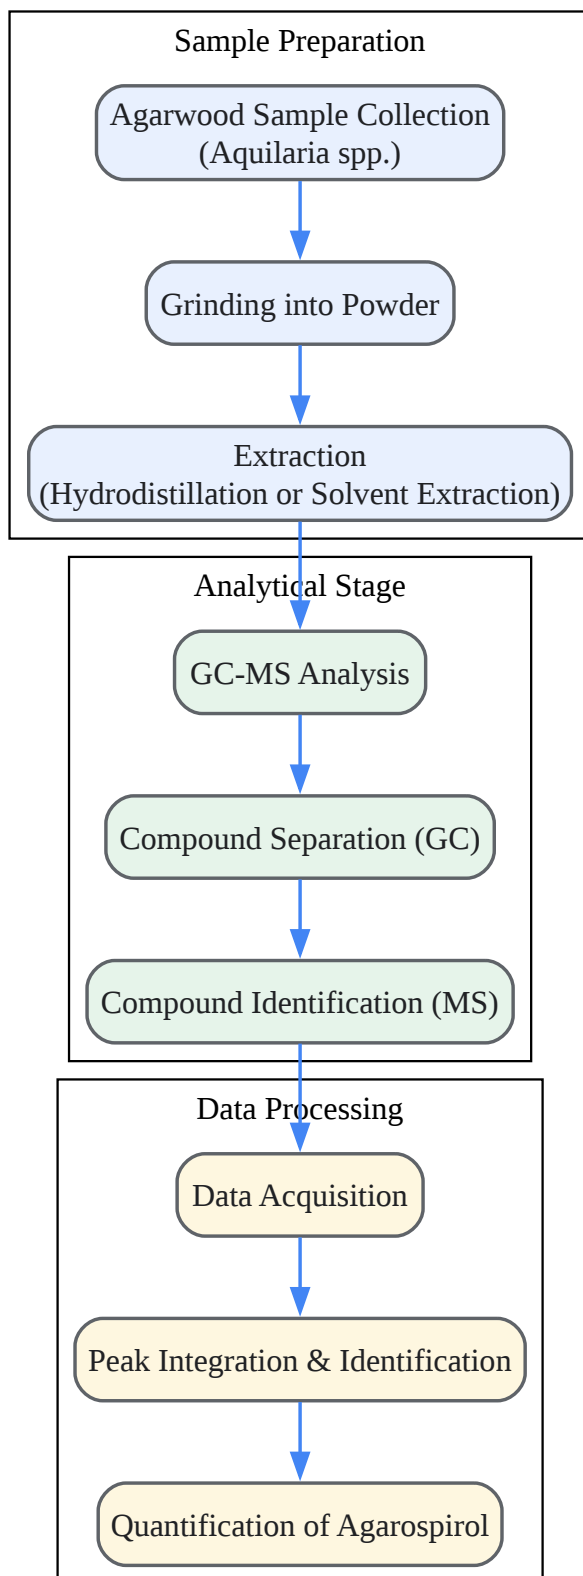 Sample Preparation
Agarwood Sample Collection
(Aquilaria spp.)
Grinding into Powder
Extraction
(Hydrodistillation or Solvent Extraction)
Analytical Stage
GC-MS Analysis
Compound Separation (GC)
Compound Identification (MS)
Data Processing
Data Acquisition
Peak Integration & Identification
Quantification of Agarospirol